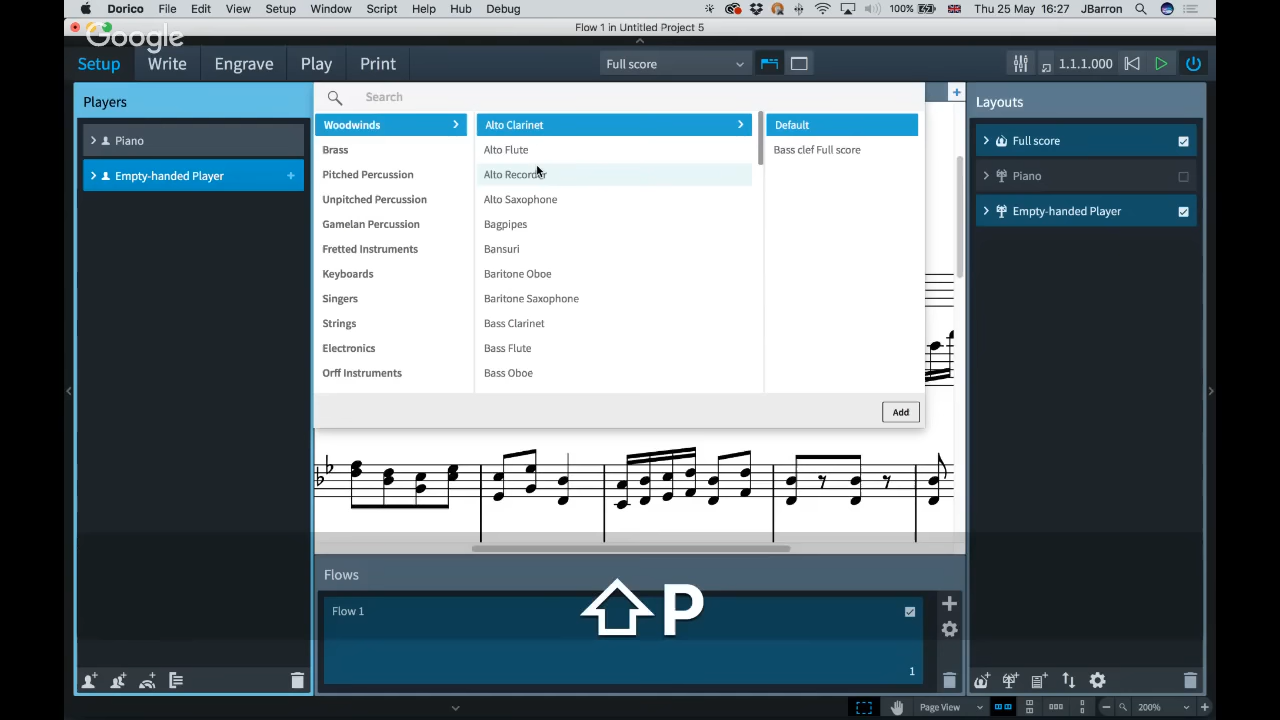 Dorico File Edit View Setup Window Script Help Hub Debug 100% Thu 25 May 16:27 JBarron
Flow 1 in Untitled Project 5
Google
Setup Write Engrave Play Print Full score 1.1.1.000
Players
Piano
Empty-handed Player +
Search
Woodwinds
Brass
Pitched Percussion
Unpitched Percussion
Gamelan Percussion
Fretted Instruments
Keyboards
Singers
Strings
Electronics
Orff Instruments
Alto Clarinet
Alto Flute
Alto Recorder
Alto Saxophone
Bagpipes
Bansuri
Baritone Oboe
Baritone Saxophone
Bass Clarinet
Bass Flute
Bass Oboe
Default
Bass clef Full score
Add
Layouts
Full score
Piano
Empty-handed Player
Flows
Flow 1
1
P
Page View 200%